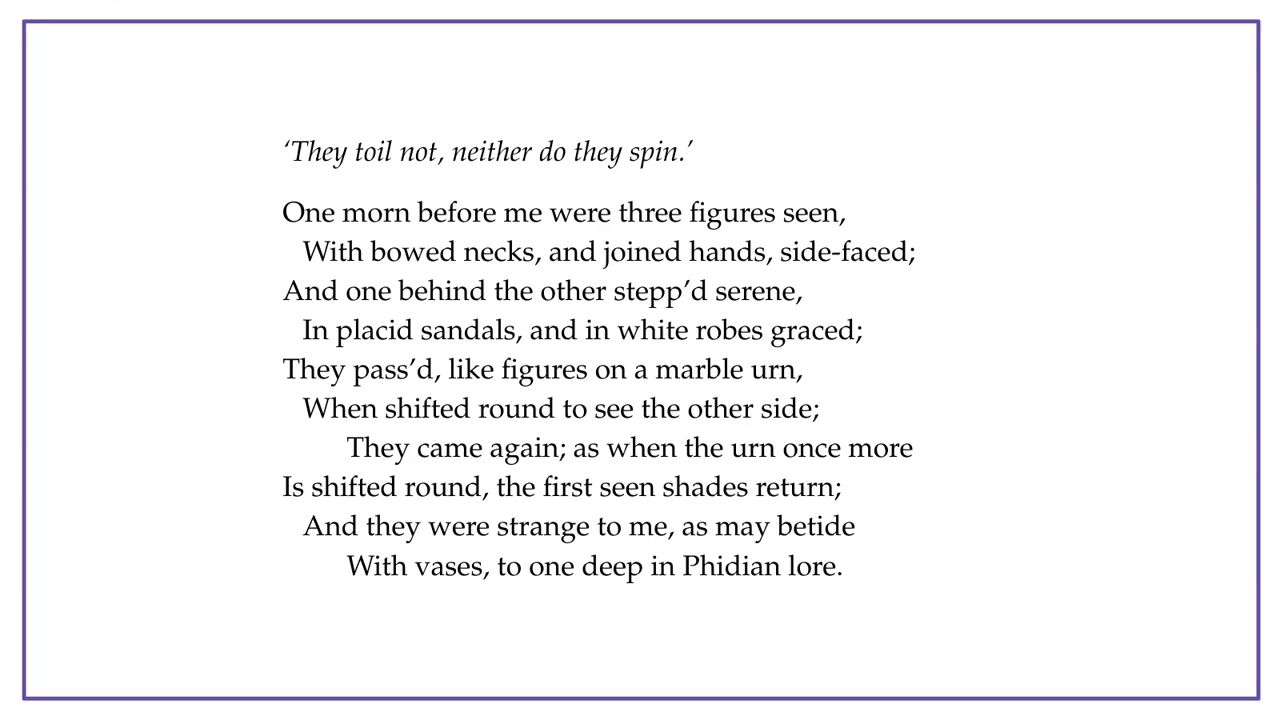 ‘They toil not, neither do they spin.’
One morn before me were three figures seen,
With bowed necks, and joined hands, side-faced;
And one behind the other stepp’d serene,
In placid sandals, and in white robes graced;
They pass’d, like figures on a marble urn,
When shifted round to see the other side;
They came again; as when the urn once more
Is shifted round, the first seen shades return;
And they were strange to me, as may betide
With vases, to one deep in Phidian lore.